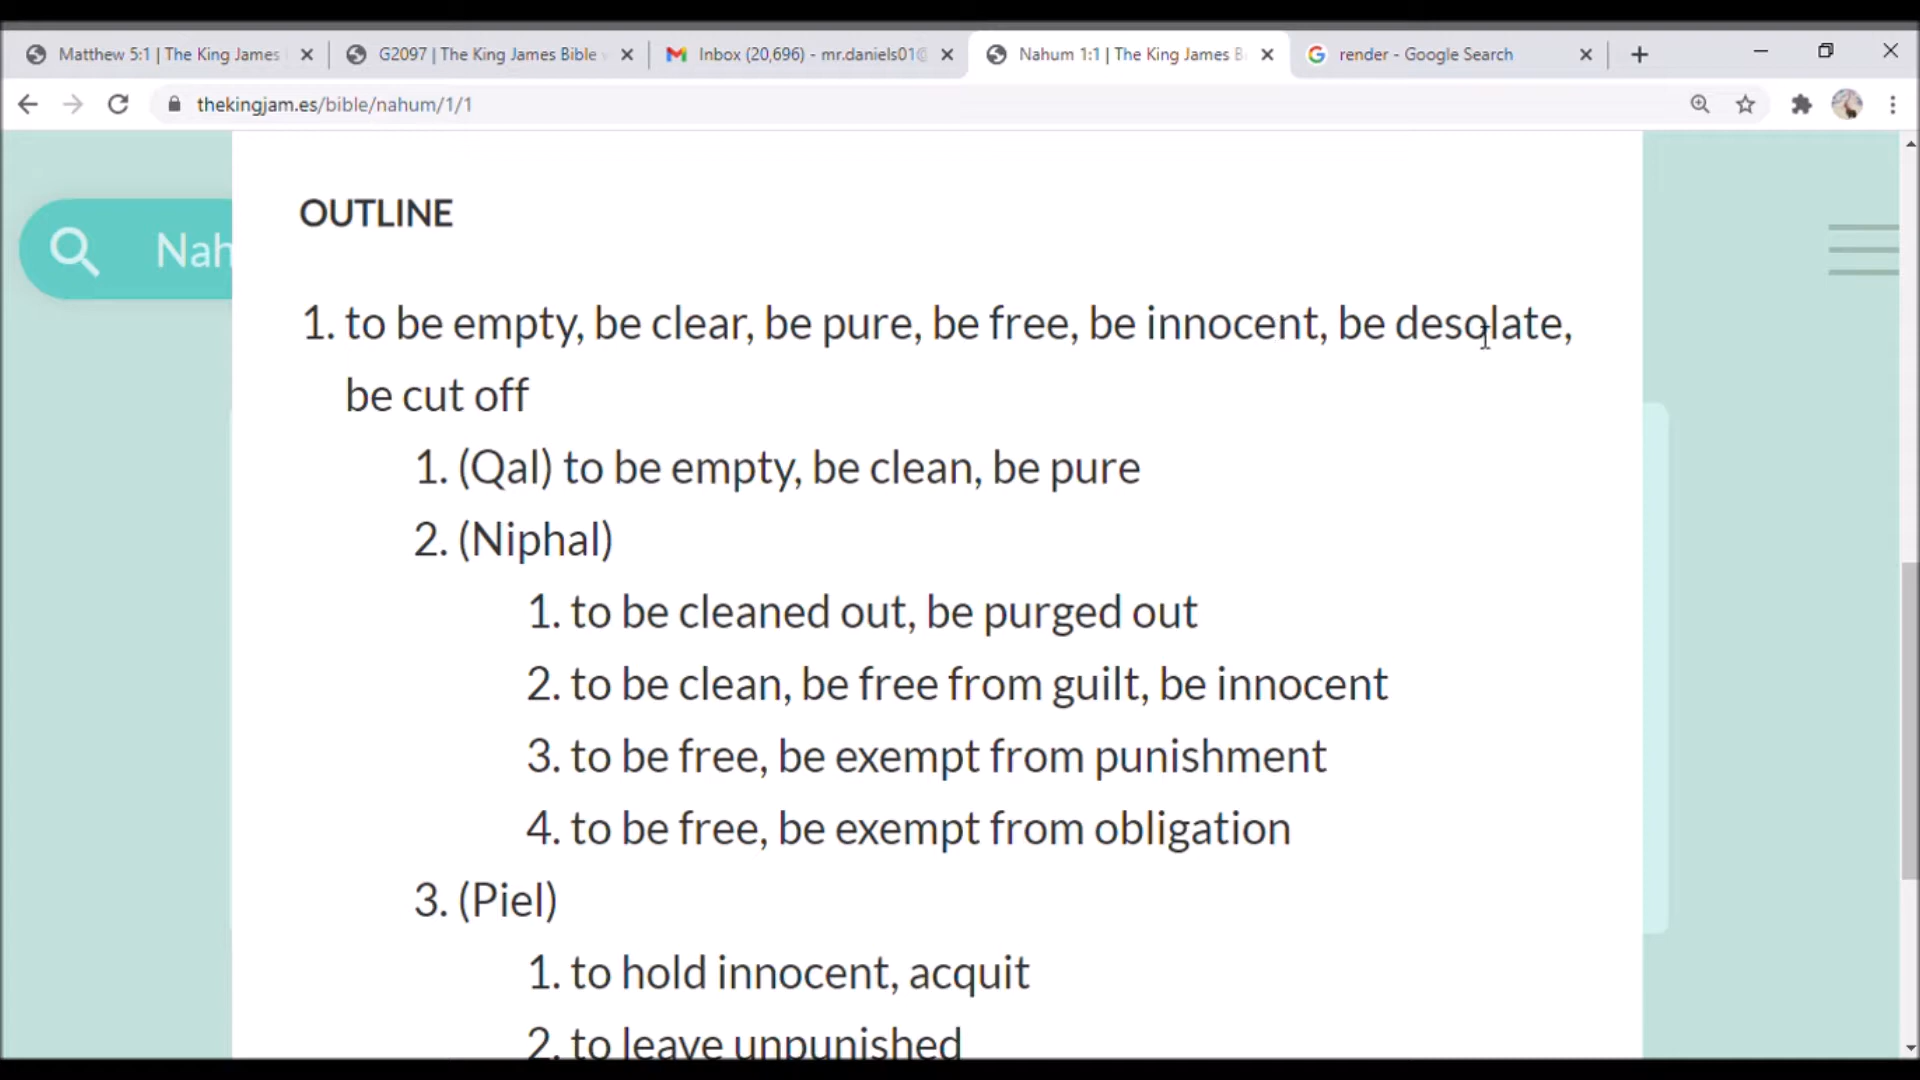 Matthew 5:1 | The King James
G2097 | The King James Bible
Inbox (20,696) - mr.daniels01@
Nahum 1:1 | The King James B
render - Google Search
thekingjam.es/bible/nahum/1/1
Nah
OUTLINE
1. to be empty, be clear, be pure, be free, be innocent, be desolate,
be cut off
1. (Qal) to be empty, be clean, be pure
2. (Niphal)
1. to be cleaned out, be purged out
2. to be clean, be free from guilt, be innocent
3. to be free, be exempt from punishment
4. to be free, be exempt from obligation
3. (Piel)
1. to hold innocent, acquit
2. to leave unpunished